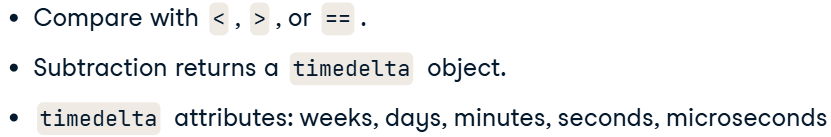 • Compare with < , > , or == .
• Subtraction returns a timedelta object.
• timedelta attributes: weeks, days, minutes, seconds, microseconds